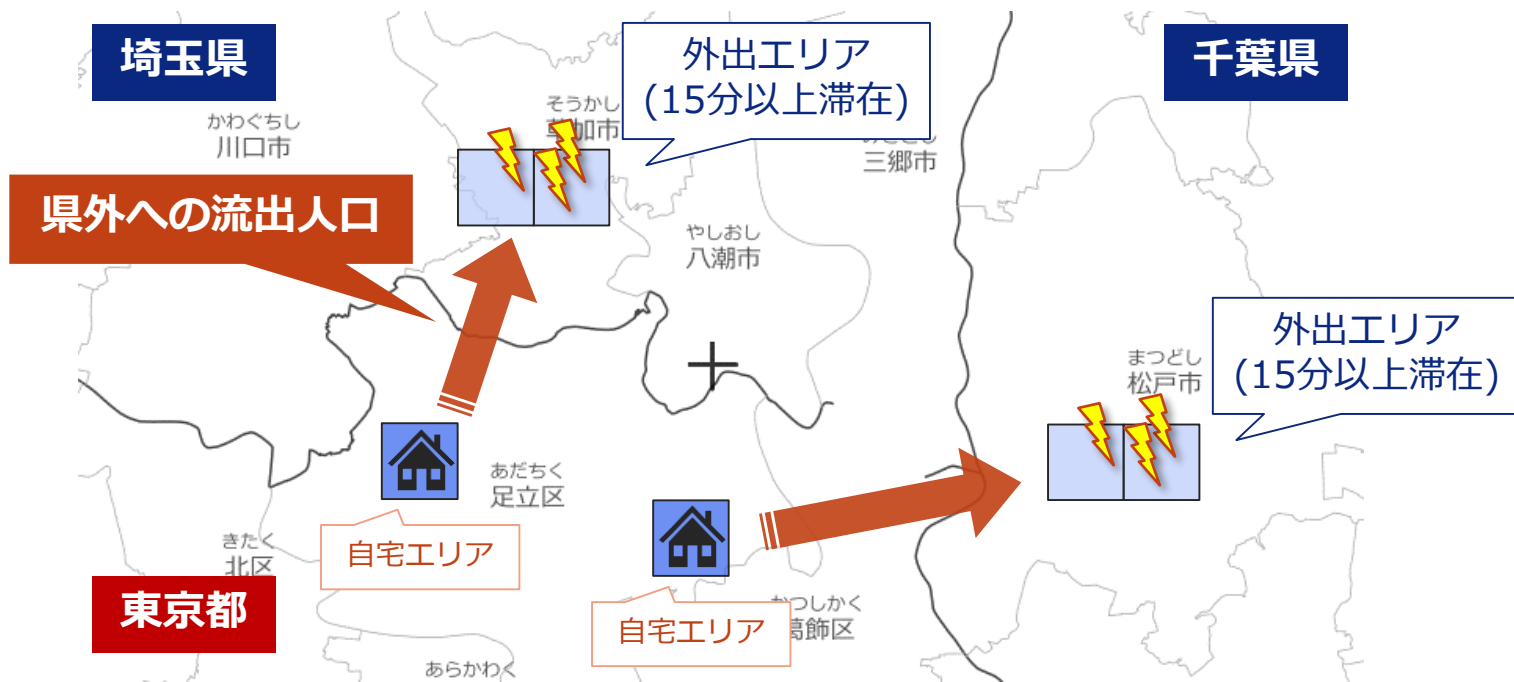 埼玉県
外出エリア
(15分以上滞在)
千葉県
かわぐちし
川口市
そうかし
草加市
三郷市
県外への流出人口
やしおし
八潮市
外出エリア
(15分以上滞在)
まつどし
松戸市
あだちく
足立区
きたく
北区
自宅エリア
東京都
かつしかく
葛飾区
自宅エリア
あらかわく